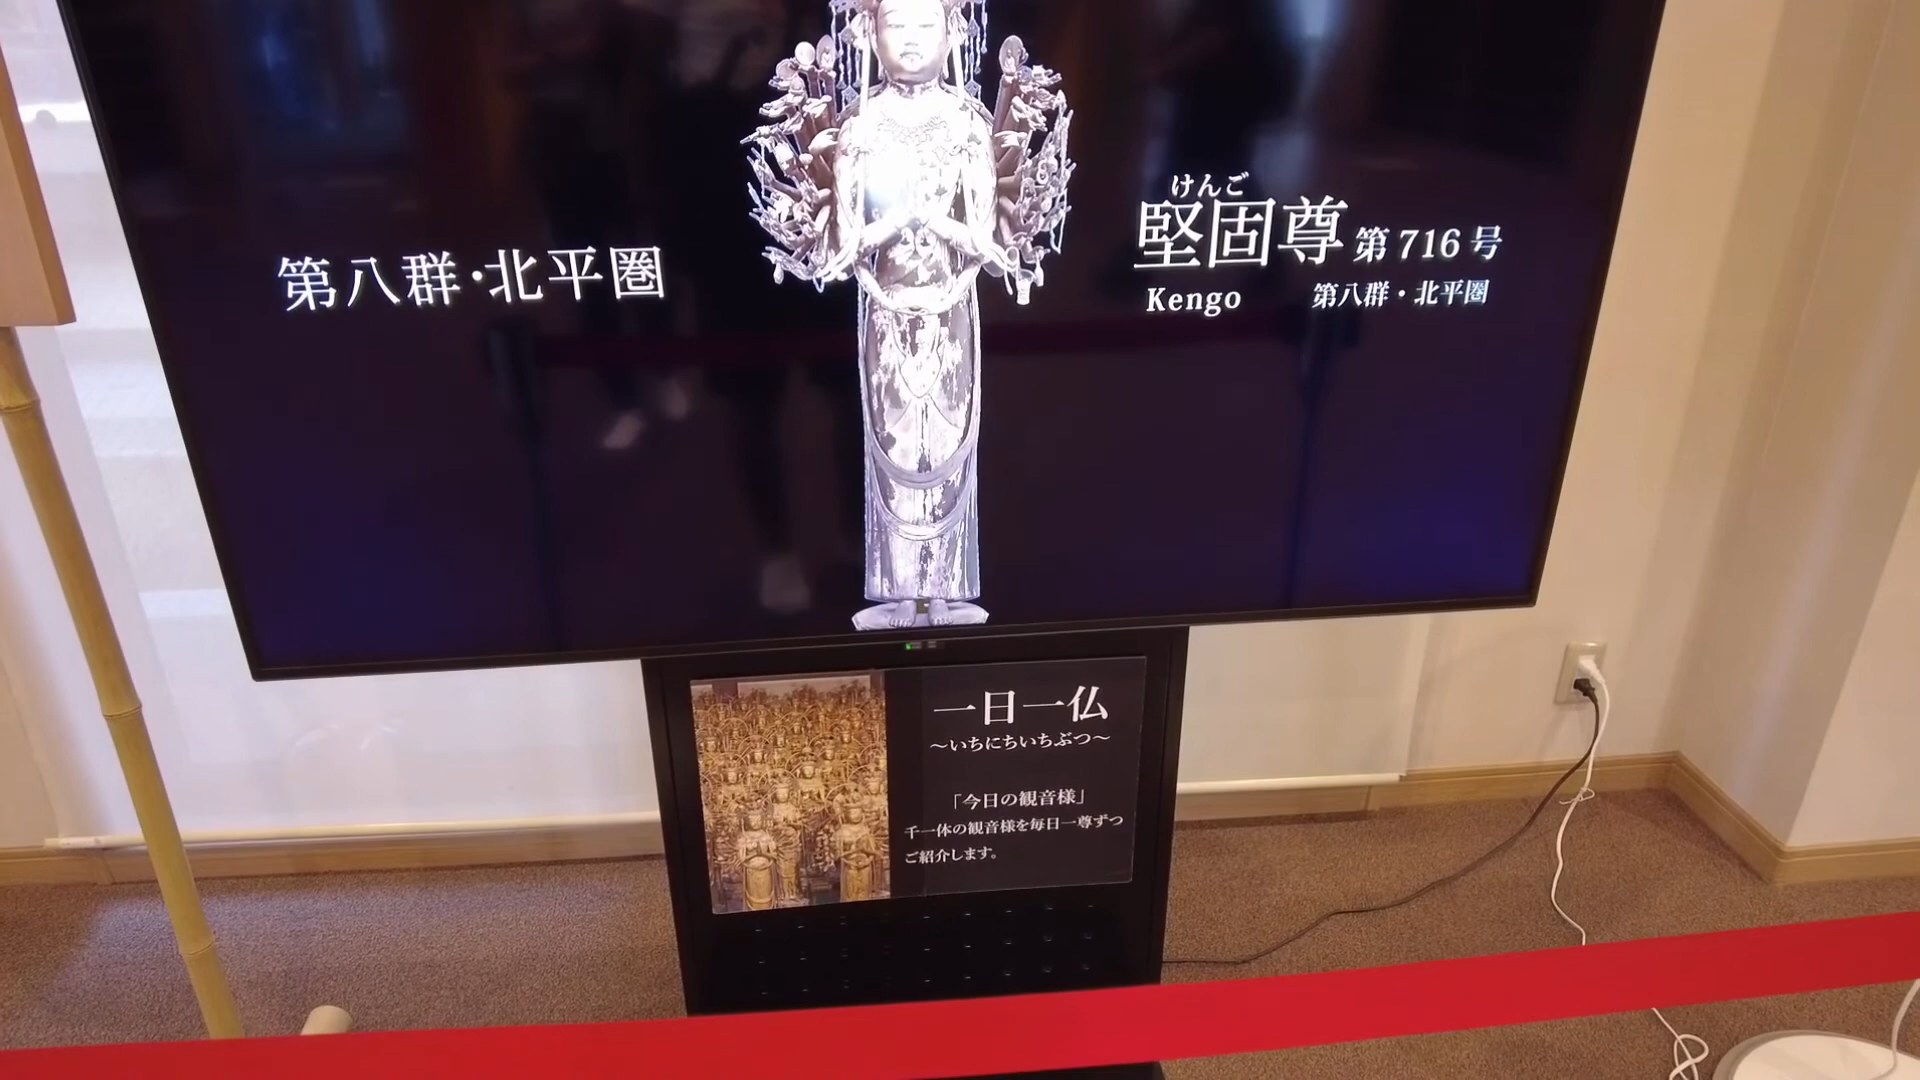 第八群・北平圏
けんご
堅固尊 第716号
Kengo 第八群・北平圏
一日一仏
～いちにちいちぶつ～
「今日の観音様」
千一体の観音様を毎日一尊ずつ
ご紹介します。